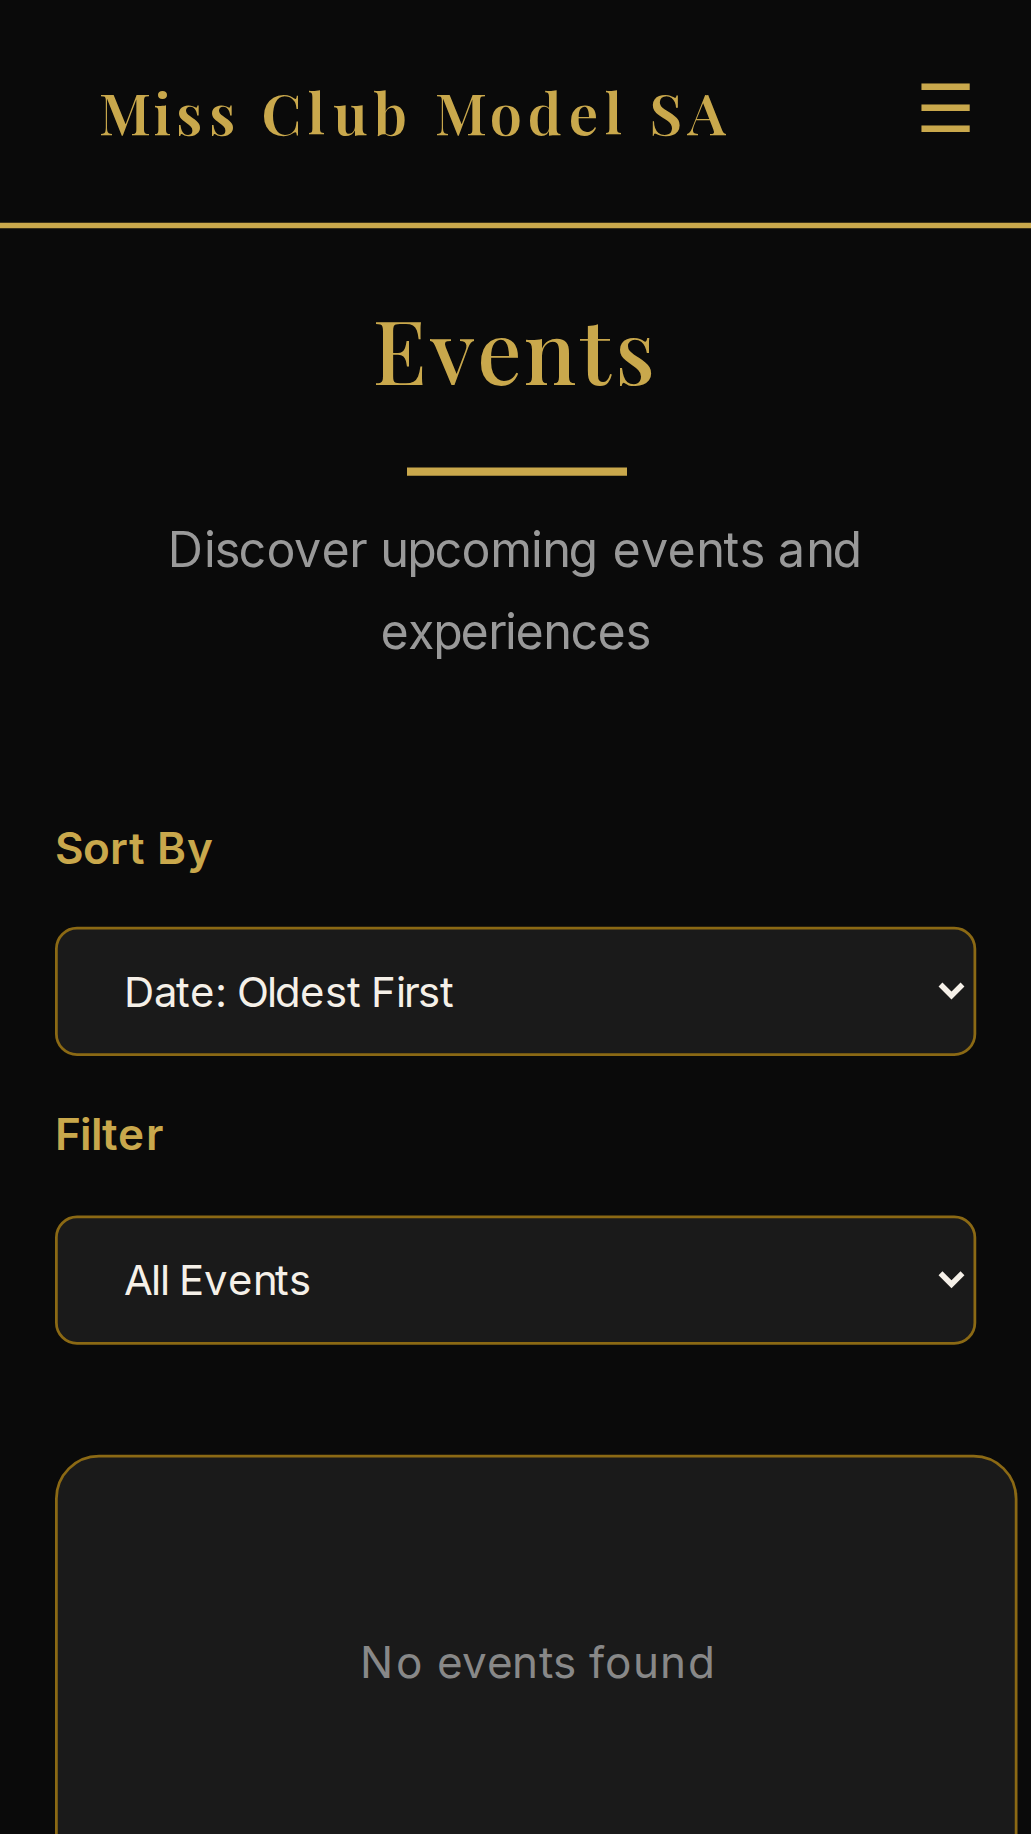 Miss Club Model SA
Events
Discover upcoming events and
experiences
Sort By
Date: Oldest First
Filter
All Events
No events found